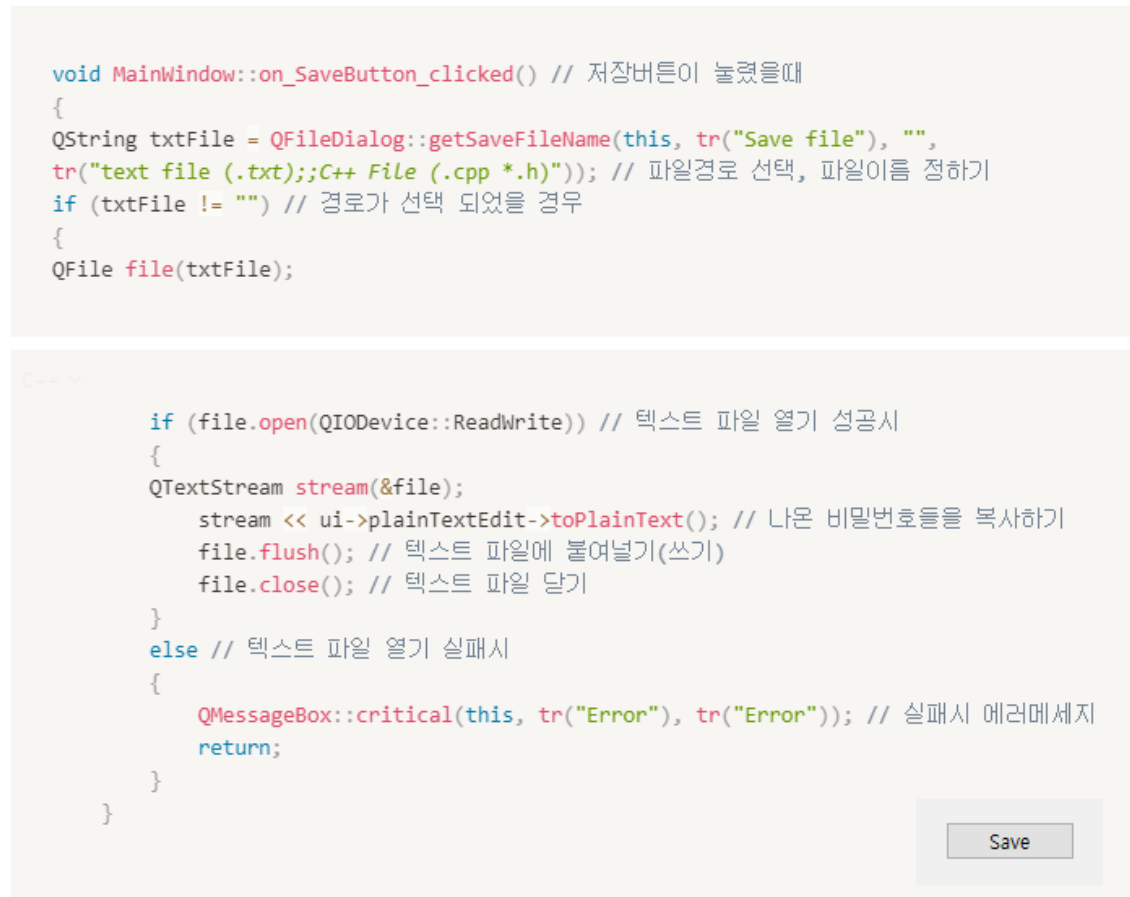 void MainWindow::on_SaveButton_clicked() // 저장버튼이 눌렸을때
{
QString txtFile = QFileDialog::getSaveFileName(this, tr("Save file"), "",
tr("text file (.txt);;C++ File (.cpp *.h)")); // 파일경로 선택, 파일이름 정하기
if (txtFile != "") // 경로가 선택 되었을 경우
{
QFile file(txtFile);
C++
if (file.open(QIODevice::ReadWrite)) // 텍스트 파일 열기 성공시
{
QTextStream stream(&file);
stream << ui->plainTextEdit->toPlainText(); // 나온 비밀번호들을 복사하기
file.flush(); // 텍스트 파일에 붙여넣기(쓰기)
file.close(); // 텍스트 파일 닫기
}
else // 텍스트 파일 열기 실패시
{
QMessageBox::critical(this, tr("Error"), tr("Error")); // 실패시 에러메세지
return;
}
}
Save